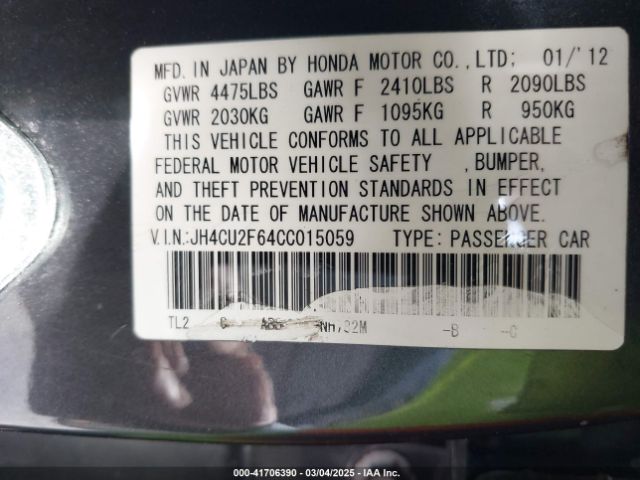 MFD. IN JAPAN BY HONDA MOTOR CO.,LTD; 01/'12
GVWR 4475LBS GAWR F 2410LBS R 2090LBS
GVWR 2030KG GAWR F 1095KG R 950KG
THIS VEHICLE CONFORMS TO ALL APPLICABLE
FEDERAL MOTOR VEHICLE SAFETY ,BUMPER,
AND THEFT PREVENTION STANDARDS IN EFFECT
ON THE DATE OF MANUFACTURE SHOWN ABOVE.
V.I.N.:JH4CU2F64CC015059 TYPE: PASSENGER CAR
TL2 -B -C
000-41706390 - 03/04/2025 - IAA Inc.